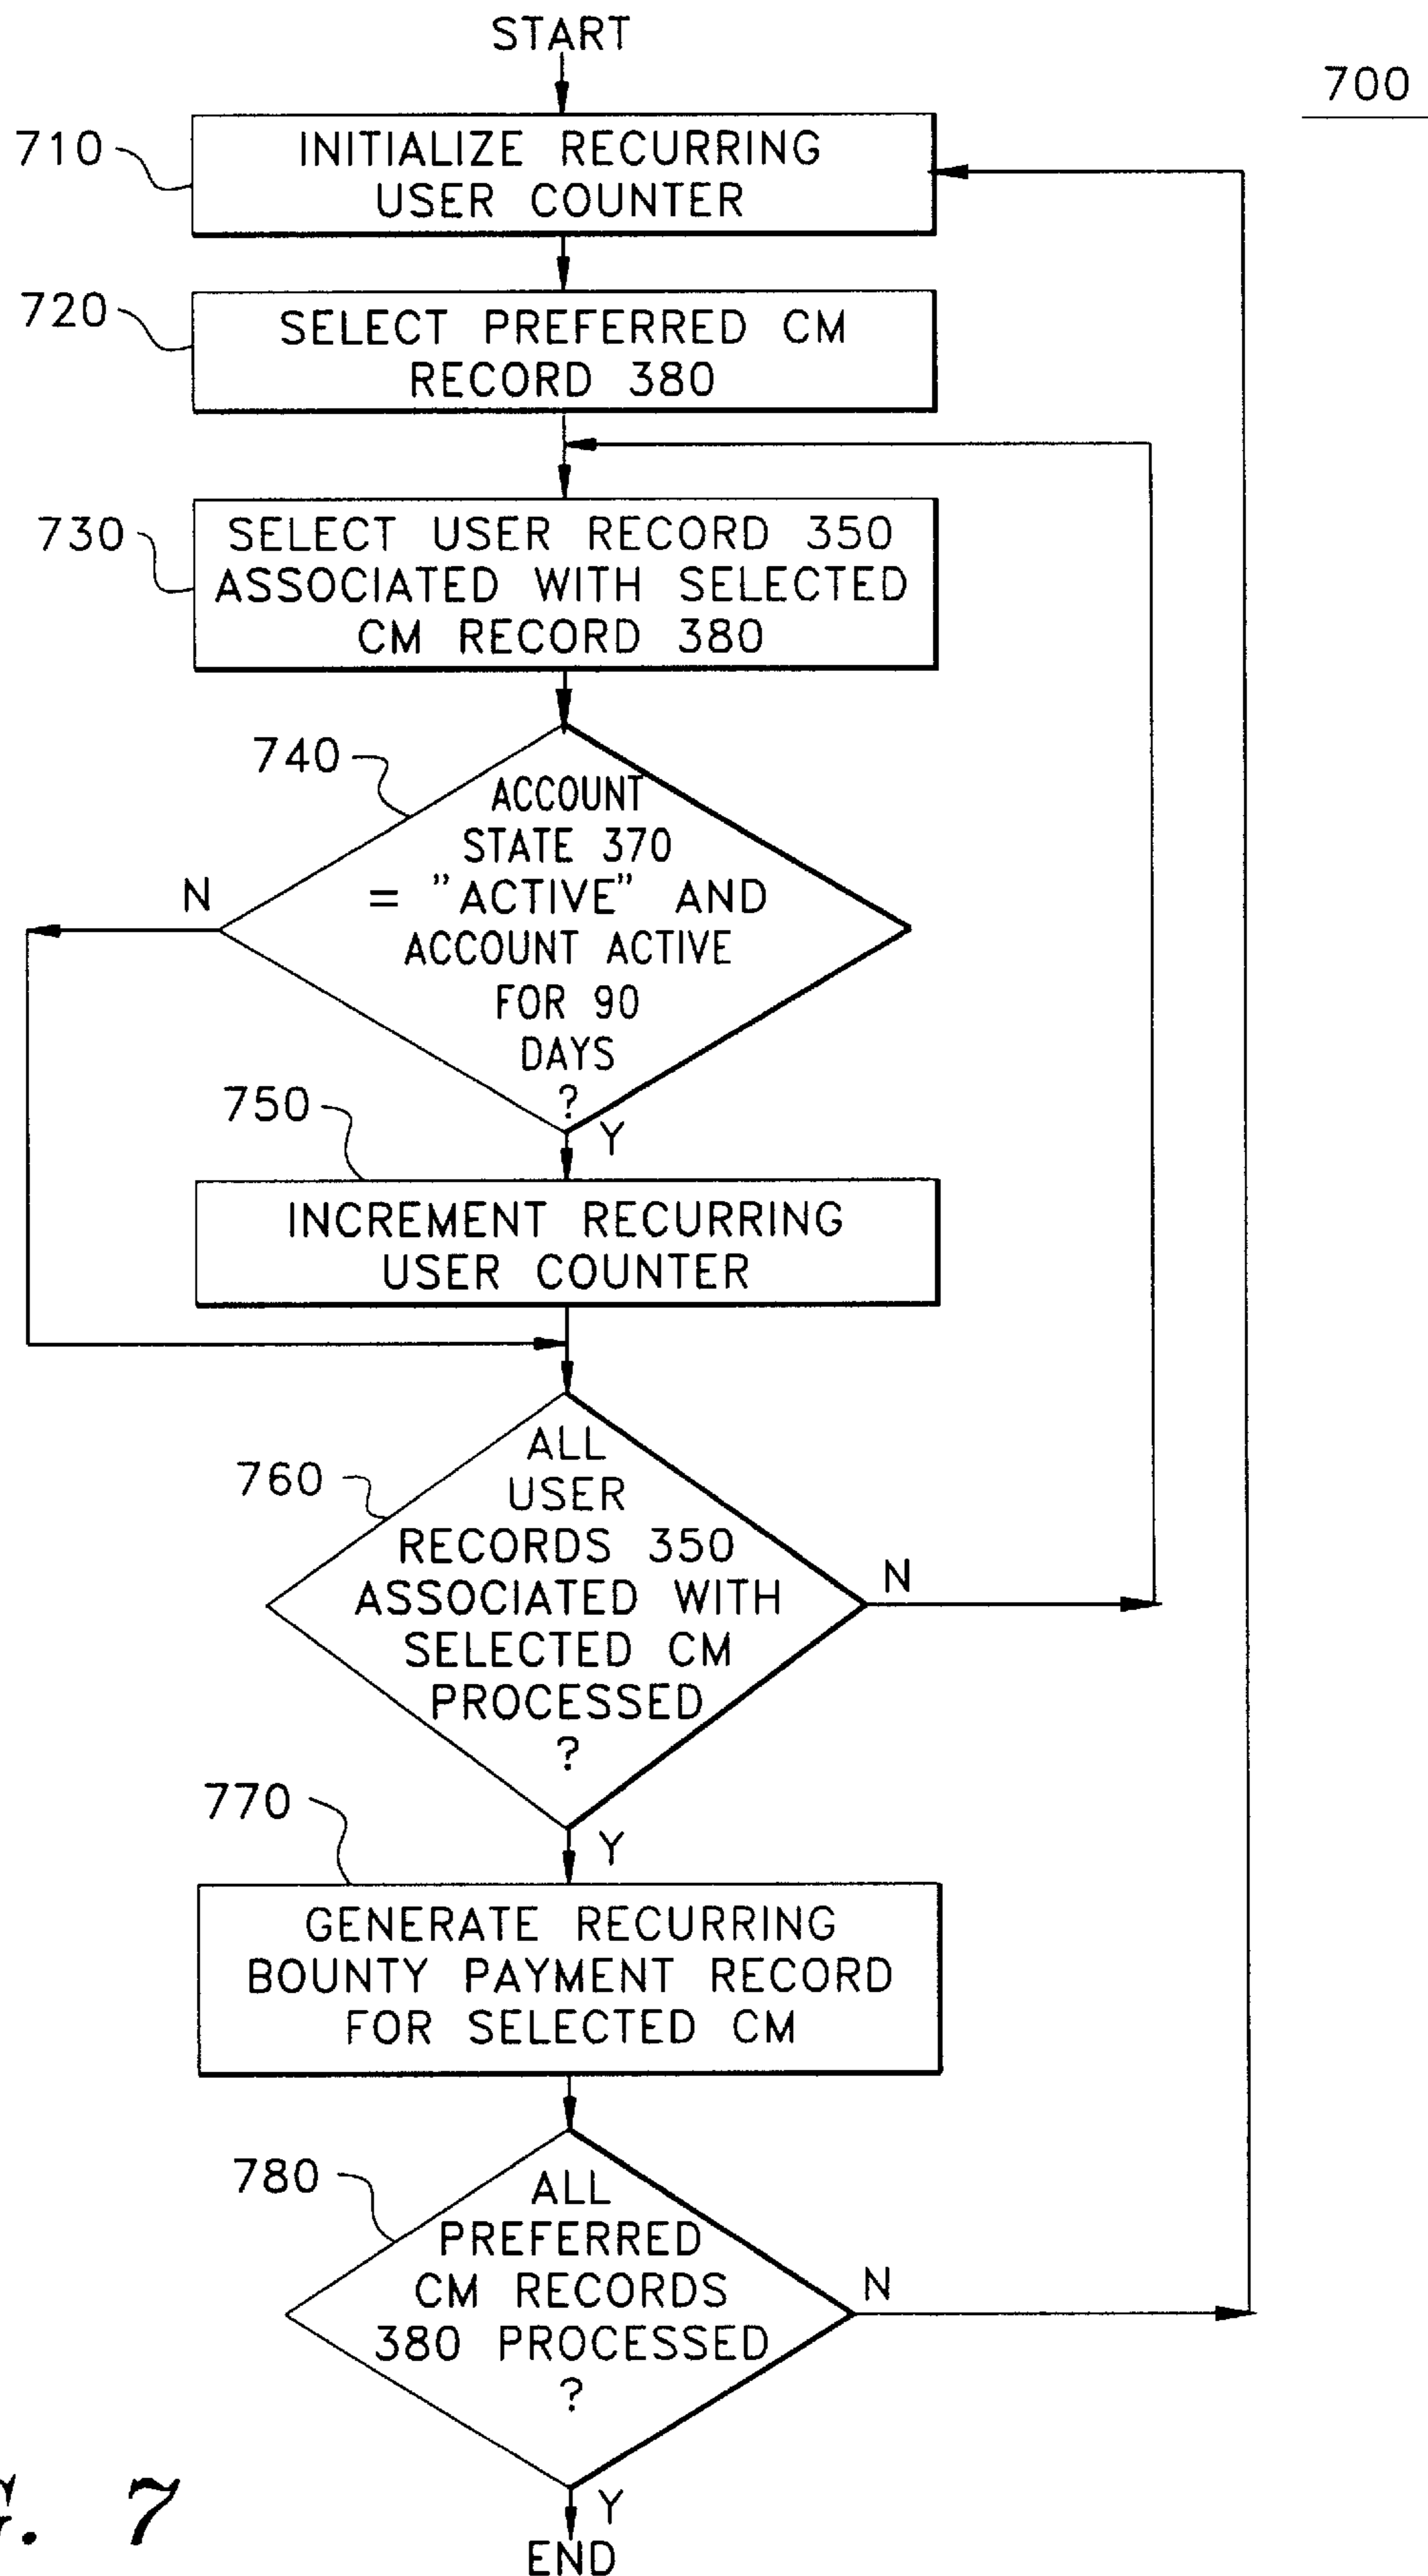 START
700
710
INITIALIZE RECURRING
USER COUNTER
720
SELECT PREFERRED CM
RECORD 380
730
SELECT USER RECORD 350
ASSOCIATED WITH SELECTED
CM RECORD 380
740
ACCOUNT
STATE 370
= "ACTIVE" AND
ACCOUNT ACTIVE
FOR 90
DAYS
?
N
Y
750
INCREMENT RECURRING
USER COUNTER
760
ALL
USER
RECORDS 350
ASSOCIATED WITH
SELECTED CM
PROCESSED
?
N
Y
770
GENERATE RECURRING
BOUNTY PAYMENT RECORD
FOR SELECTED CM
780
ALL
PREFERRED
CM RECORDS
380 PROCESSED
?
N
Y
END
G. 7